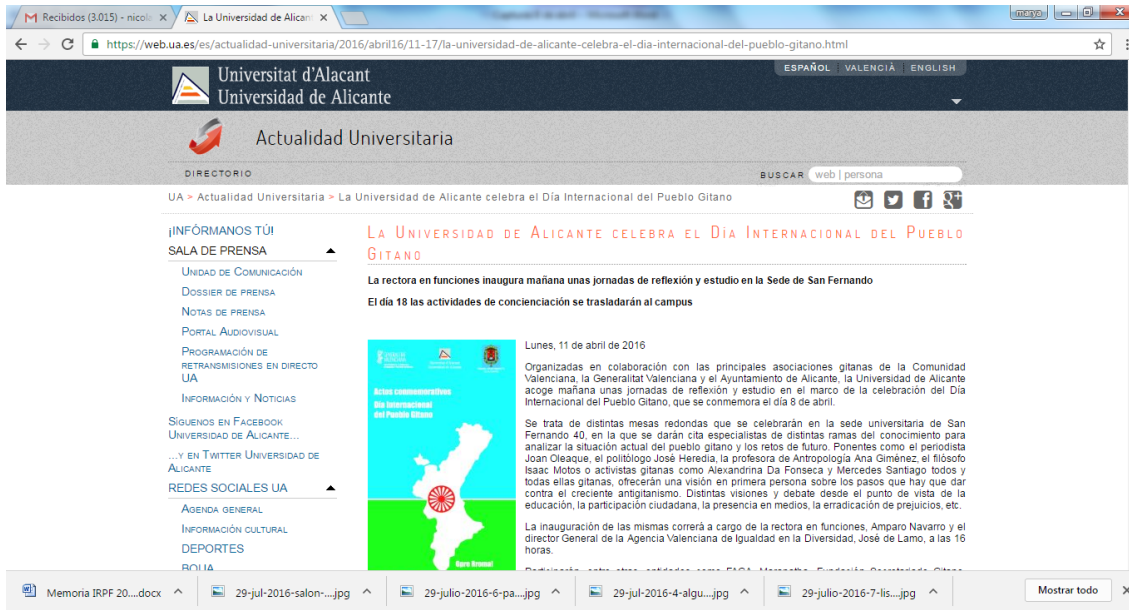 Recibidos (3.015) - nicola
La Universidad de Alicant
marya
https://web.ua.es/es/actualidad-universitaria/2016/abril16/11-17/la-universidad-de-alicante-celebra-el-dia-internacional-del-pueblo-gitano.html
Universitat d'Alacant
Universidad de Alicante
ESPAÑOL VALENCIÀ ENGLISH
Actualidad Universitaria
DIRECTORIO
BUSCAR web | persona
UA > Actualidad Universitaria > La Universidad de Alicante celebra el Día Internacional del Pueblo Gitano
¡INFÓRMANOS TÚ!
SALA DE PRENSA
UNIDAD DE COMUNICACIÓN
DOSSIER DE PRENSA
NOTAS DE PRENSA
PORTAL AUDIOVISUAL
PROGRAMACIÓN DE
RETRANSMISIONES EN DIRECTO
UA
INFORMACIÓN Y NOTICIAS
SÍGUENOS EN FACEBOOK
UNIVERSIDAD DE ALICANTE...
...Y EN TWITTER UNIVERSIDAD DE
ALICANTE
REDES SOCIALES UA
AGENDA GENERAL
INFORMACIÓN CULTURAL
DEPORTES
BOUA
LA UNIVERSIDAD DE ALICANTE CELEBRA EL DÍA INTERNACIONAL DEL PUEBLO
GITANO
La rectora en funciones inaugura mañana unas jornadas de reflexión y estudio en la Sede de San Fernando
El día 18 las actividades de concienciación se trasladarán al campus
Actos conmemorativos
Día Internacional
del Pueblo Gitano
Lunes, 11 de abril de 2016
Organizadas en colaboración con las principales asociaciones gitanas de la Comunidad
Valenciana, la Generalitat Valenciana y el Ayuntamiento de Alicante, la Universidad de Alicante
acoge mañana unas jornadas de reflexión y estudio en el marco de la celebración del Día
Internacional del Pueblo Gitano, que se conmemora el día 8 de abril.
Se trata de distintas mesas redondas que se celebrarán en la sede universitaria de San
Fernando 40, en la que se darán cita especialistas de distintas ramas del conocimiento para
analizar la situación actual del pueblo gitano y los retos de futuro. Ponentes como el periodista
Joan Oleaque, el politólogo José Heredia, la profesora de Antropología Ana Giménez, el filósofo
Isaac Motos o activistas gitanas como Alexandrina Da Fonseca y Mercedes Santiago todos y
todas ellas gitanas, ofrecerán una visión en primera persona sobre los pasos que hay que dar
contra el creciente antigitanismo. Distintas visiones y debate desde el punto de vista de la
educación, la participación ciudadana, la presencia en medios, la erradicación de prejuicios, etc.
La inauguración de las mismas correrá a cargo de la rectora en funciones, Amparo Navarro y el
director General de la Agencia Valenciana de Igualdad en la Diversidad, José de Lamo, a las 16
horas.
Memoria IRPF 20....docx
29-jul-2016-salon-....jpg
29-julio-2016-6-pa....jpg
29-jul-2016-4-algu....jpg
29-julio-2016-7-lis....jpg
Mostrar todo